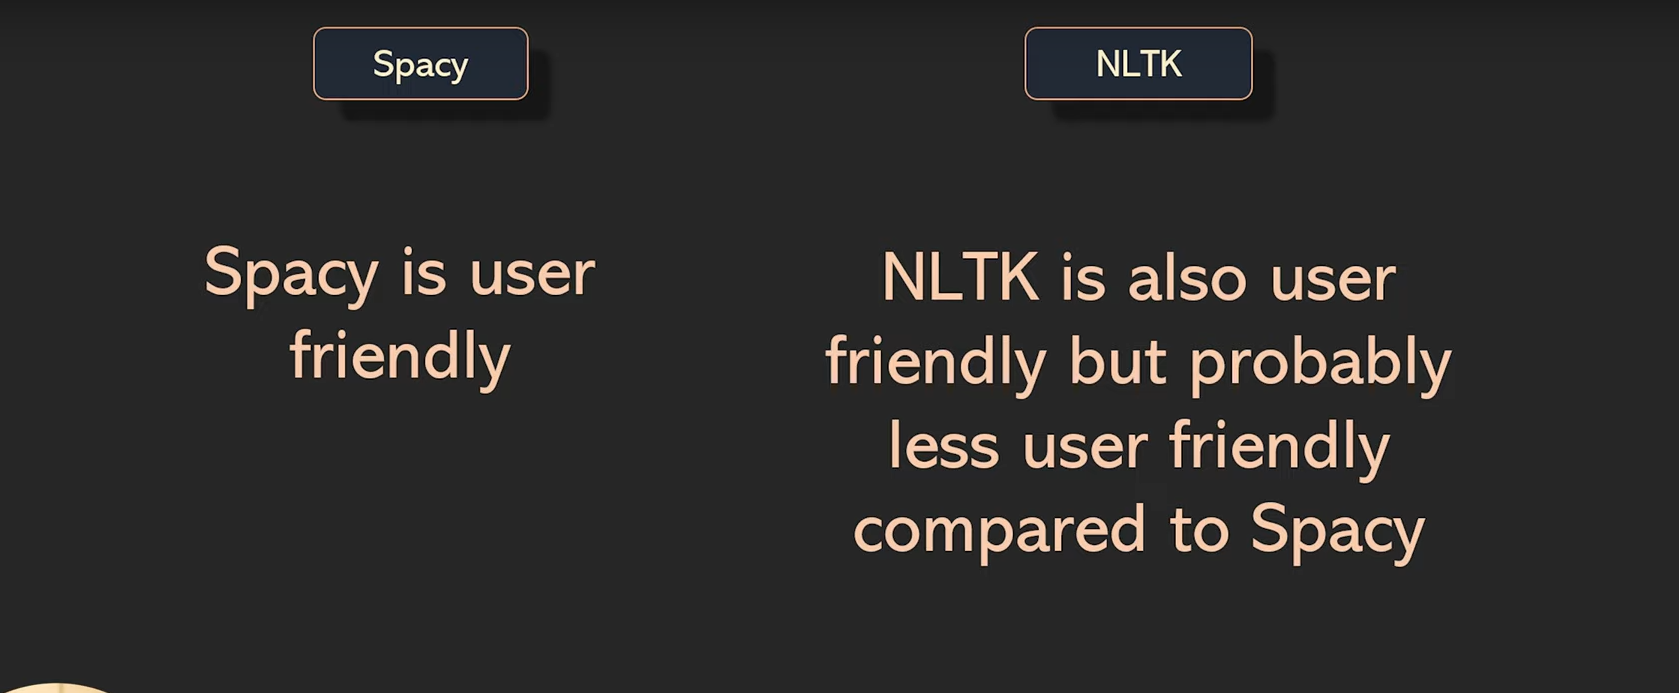 Spacy
NLTK
Spacy is user
friendly
NLTK is also user
friendly but probably
less user friendly
compared to Spacy